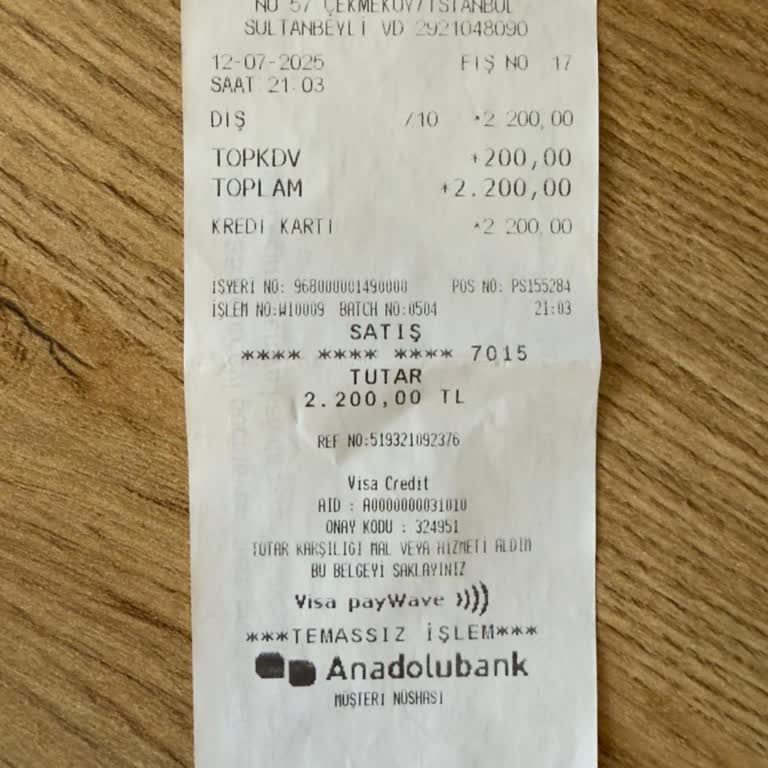 NO 57 ÇEKMEKÖY/İSTANBUL
SULTANBEYLİ VD 2921048090
12-07-2025 FİŞ NO 17
SAAT 21 03
DIŞ /10 *2 200,00
TOPKDV *200,00
TOPLAM *2.200,00
KREDİ KARTI *2 200 00
İŞYERİ NO: 968000001490000 POS NO: PS155284
İŞLEM NO:W10009 BATCH NO:0504 21:03
SATIŞ
**** **** **** 7015
TUTAR
2.200,00 TL
REF NO:519321092376
Visa Credit
AID : A0000000031010
ONAY KODU : 324951
TUTAR KARŞILIĞI MAL VEYA HİZMETİ ALDIM
BU BELGEYİ SAKLAYINIZ
Visa payWave
***TEMASSIZ İŞLEM***
Anadolubank
MÜŞTERİ NÜSHASI